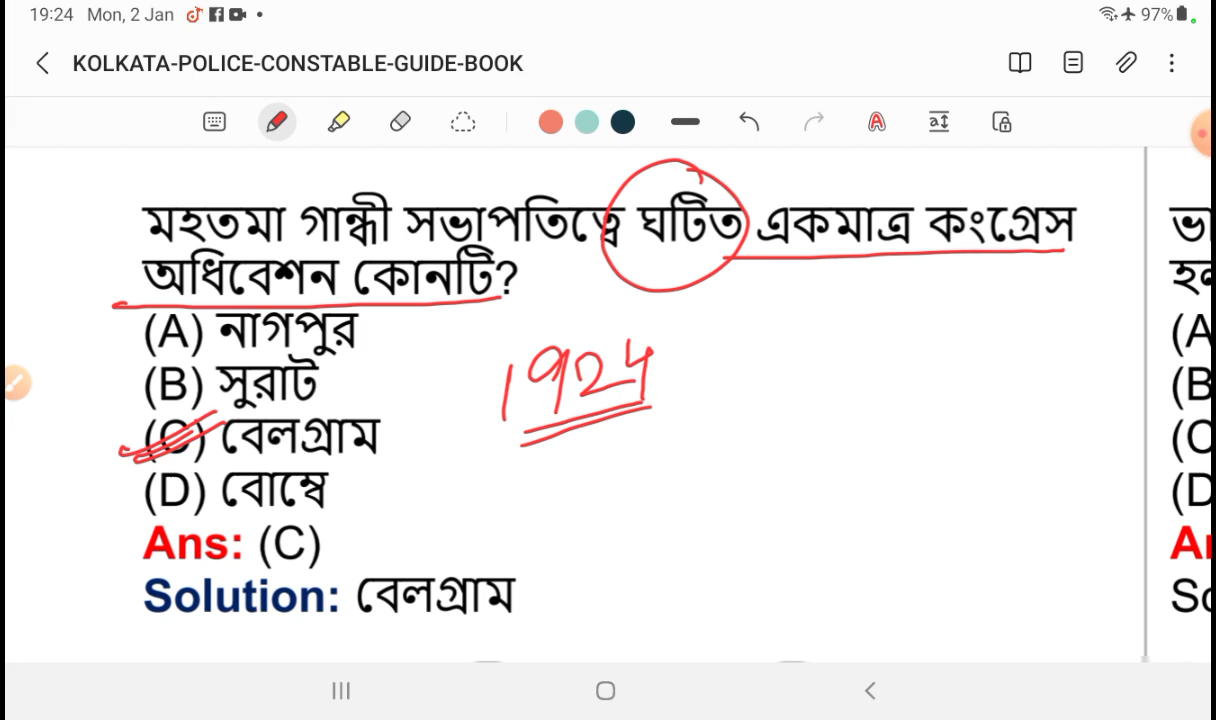 19:24 Mon, 2 Jan 97%
KOLKATA-POLICE-CONSTABLE-GUIDE-BOOK
মহতমা গান্ধী সভাপতিত্বে ঘটিত একমাত্র কংগ্রেস
অধিবেশন কোনটি?
(A) নাগপুর
(B) সুরাট
1924
(C) বেলগ্রাম
(D) বোম্বে
Ans: (C)
Solution: বেলগ্রাম
(A
(B
(C
(D